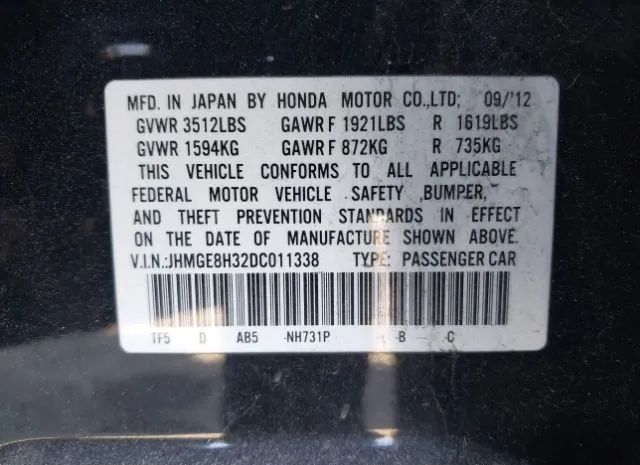 MFD. IN JAPAN BY HONDA MOTOR CO.,LTD; 09/'12
GVWR 3512LBS GAWR F 1921LBS R 1619LBS
GVWR 1594KG GAWR F 872KG R 735KG
THIS VEHICLE CONFORMS TO ALL APPLICABLE
FEDERAL MOTOR VEHICLE SAFETY ,BUMPER,
AND THEFT PREVENTION STANDARDS IN EFFECT
ON THE DATE OF MANUFACTURE SHOWN ABOVE.
V.I.N.:JHMGE8H32DC011338 TYPE: PASSENGER CAR
TF5 D AB5 -NH731P -B C